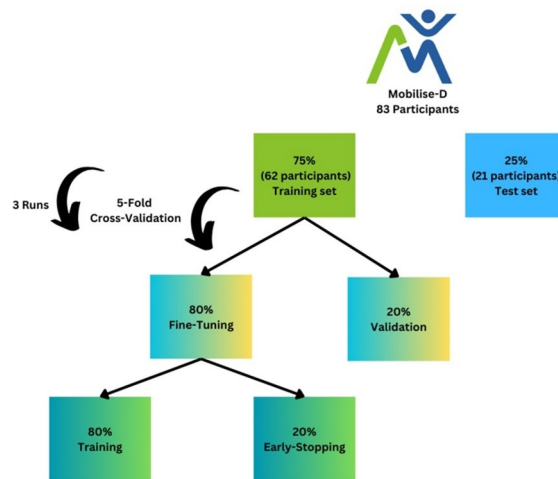 Mobilise-D
83 Participants
75%
(62 participants)
Training set
25%
(21 participants)
Test set
3 Runs
5-Fold
Cross-Validation
80%
Fine-Tuning
20%
Validation
80%
Training
20%
Early-Stopping